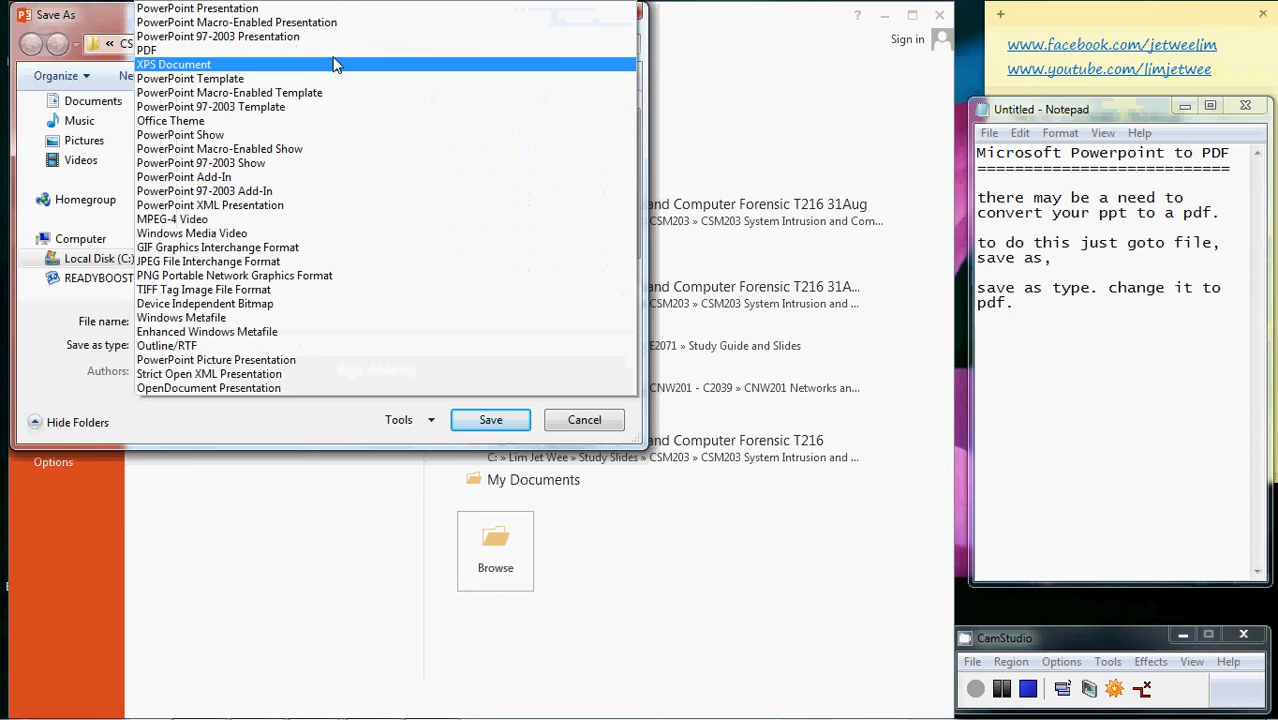 Save As
CS
Organize
Ne
Documents
Music
Pictures
Videos
Homegroup
Computer
Local Disk (C:)
READYBOOST
File name:
Save as type:
Authors:
PowerPoint Presentation
PowerPoint Macro-Enabled Presentation
PowerPoint 97-2003 Presentation
PDF
XPS Document
PowerPoint Template
PowerPoint Macro-Enabled Template
PowerPoint 97-2003 Template
Office Theme
PowerPoint Show
PowerPoint Macro-Enabled Show
PowerPoint 97-2003 Show
PowerPoint Add-In
PowerPoint 97-2003 Add-In
PowerPoint XML Presentation
MPEG-4 Video
Windows Media Video
GIF Graphics Interchange Format
JPEG File Interchange Format
PNG Portable Network Graphics Format
TIFF Tag Image File Format
Device Independent Bitmap
Windows Metafile
Enhanced Windows Metafile
Outline/RTF
PowerPoint Picture Presentation
Strict Open XML Presentation
OpenDocument Presentation
Hide Folders
Tools
Save
Cancel
Options
Sign in
and Computer Forensic T216 31Aug
CSM203 » CSM203 System Intrusion and Com...
and Computer Forensic T216 31A...
CSM203 » CSM203 System Intrusion and ...
E2071 » Study Guide and Slides
CNW201 - C2039 » CNW201 Networks an...
and Computer Forensic T216
C: » Lim Jet Wee » Study Slides » CSM203 » CSM203 System Intrusion and ...
My Documents
Browse
www.facebook.com/jetweelim
www.youtube.com/limjetwee
Untitled - Notepad
File Edit Format View Help
Microsoft Powerpoint to PDF
===========================
there may be a need to
convert your ppt to a pdf.
to do this just goto file,
save as,
save as type. change it to
pdf.
CamStudio
File Region Options Tools Effects View Help